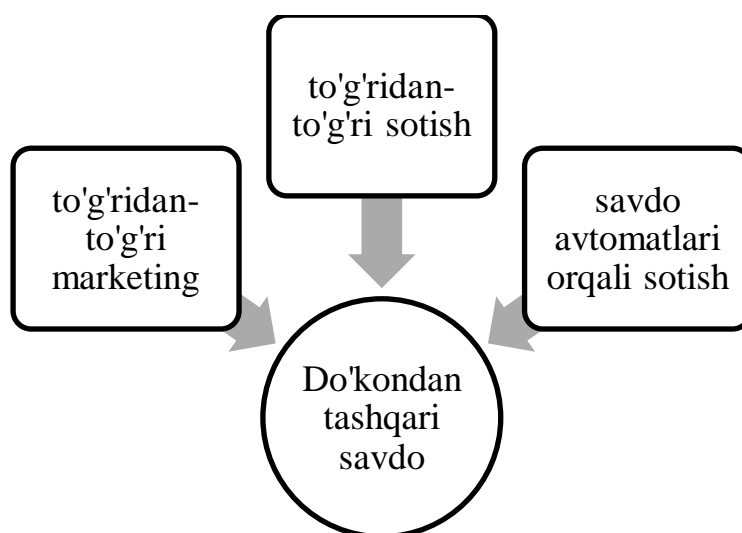 to'g'ridan-
to'g'ri sotish
to'g'ridan-
to'g'ri
marketing
savdo
avtomatlari
orqali sotish
Do'kondan
tashqari
savdo